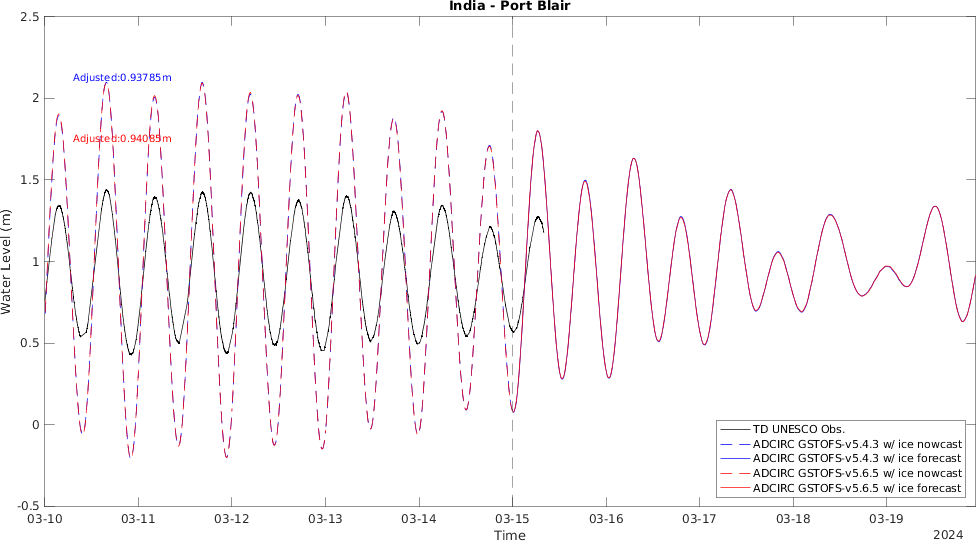 India - Port Blair
Water Level (m)
2.5
2
1.5
1
0.5
0
-0.5
Adjusted:0.93785m
Adjusted:0.94085m
TD UNESCO Obs.
ADCIRC GSTOFS-v5.4.3 w/ ice nowcast
ADCIRC GSTOFS-v5.4.3 w/ ice forecast
ADCIRC GSTOFS-v5.6.5 w/ ice nowcast
ADCIRC GSTOFS-v5.6.5 w/ ice forecast
03-10 03-11 03-12 03-13 03-14 03-15 03-16 03-17 03-18 03-19
Time
2024